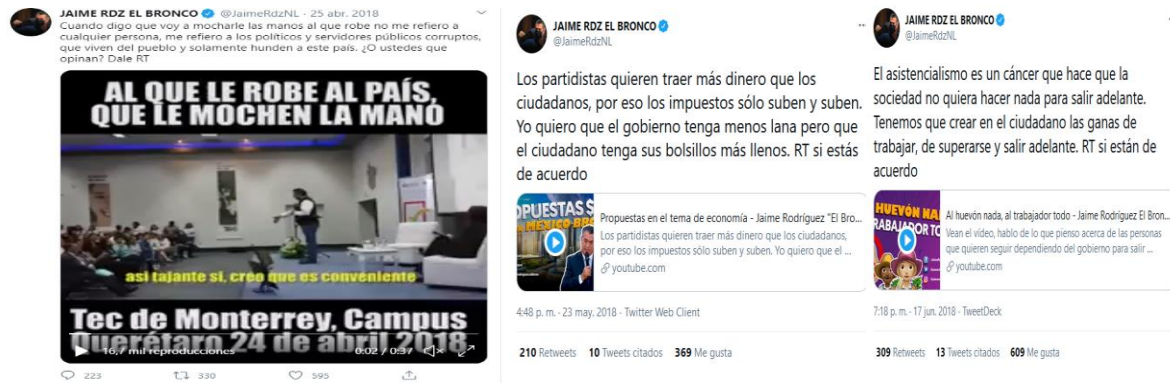 JAIME RDZ EL BRONCO @JaimeRdzNL · 25 abr. 2018
Cuando digo que voy a mocharle las manos al que robe no me refiero a
cualquier persona, me refiero a los políticos y servidores públicos corruptos,
que viven del pueblo y solamente hunden a este país. ¿O ustedes que
opinan? Dale RT
AL QUE LE ROBE AL PAÍS,
QUE LE MOCHEN LA MANO
asi tajante si, creo que es conveniente
Tec de Monterrey, Campus
Querétaro 24 de abril 2018
16,7 mil reproducciones
0:02 / 0:37
223
330
595
JAIME RDZ EL BRONCO
@JaimeRdzNL
Los partidistas quieren traer más dinero que los
ciudadanos, por eso los impuestos sólo suben y suben.
Yo quiero que el gobierno tenga menos lana pero que
el ciudadano tenga sus bolsillos más llenos. RT si estás
de acuerdo
OPUESTAS $
MÉXICO BRO
Propuestas en el tema de economía - Jaime Rodríguez "El Bro...
Los partidistas quieren traer más dinero que los ciudadanos,
por eso los impuestos sólo suben y suben. Yo quiero que el ...
youtube.com
4:48 p. m. · 23 may. 2018 · Twitter Web Client
210 Retweets 10 Tweets citados 369 Me gusta
JAIME RDZ EL BRONCO
@JaimeRdzNL
El asistencialismo es un cáncer que hace que la
sociedad no quiera hacer nada para salir adelante.
Tenemos que crear en el ciudadano las ganas de
trabajar, de superarse y salir adelante. RT si están de
acuerdo
HUEVÓN NA
RABAJADOR TO
Al huevón nada, al trabajador todo - Jaime Rodríguez "El Bron...
Vean el vídeo, hablo de lo que pienso acerca de las personas
que quieren seguir dependiendo del gobierno para salir ...
youtube.com
7:18 p. m. · 17 jun. 2018 · TweetDeck
309 Retweets 13 Tweets citados 609 Me gusta